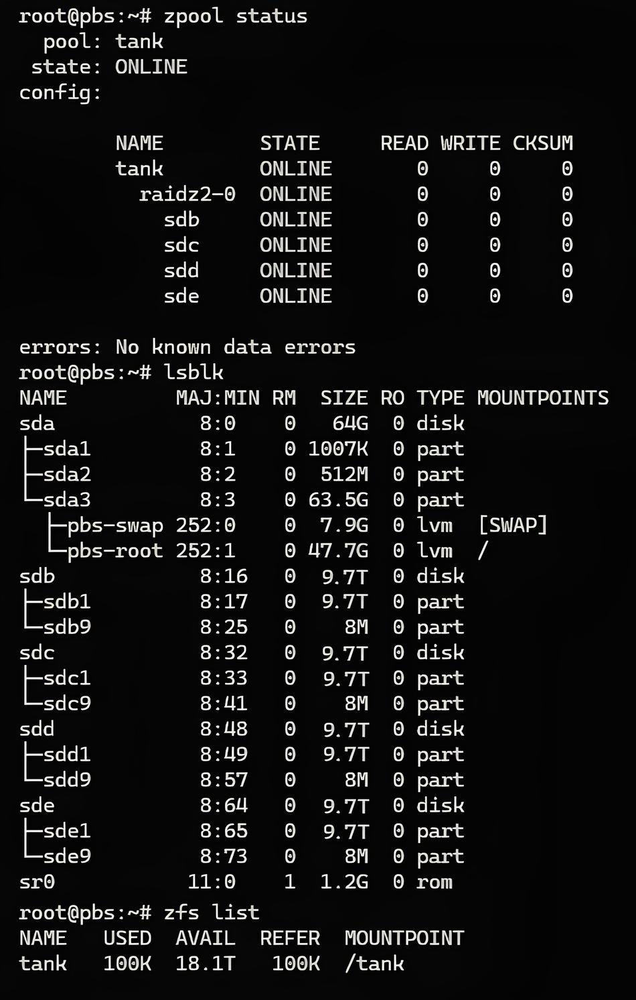 root@pbs:~# zpool status
  pool: tank
 state: ONLINE
config:

        NAME        STATE     READ WRITE CKSUM
        tank        ONLINE       0     0     0
          raidz2-0  ONLINE       0     0     0
            sdb     ONLINE       0     0     0
            sdc     ONLINE       0     0     0
            sdd     ONLINE       0     0     0
            sde     ONLINE       0     0     0

errors: No known data errors
root@pbs:~# lsblk
NAME         MAJ:MIN RM  SIZE RO TYPE MOUNTPOINTS
sda            8:0    0   64G  0 disk
├─sda1         8:1    0 1007K  0 part
├─sda2         8:2    0  512M  0 part
└─sda3         8:3    0 63.5G  0 part
  ├─pbs-swap 252:0    0  7.9G  0 lvm  [SWAP]
  └─pbs-root 252:1    0 47.7G  0 lvm  /
sdb            8:16   0  9.7T  0 disk
├─sdb1         8:17   0  9.7T  0 part
└─sdb9         8:25   0    8M  0 part
sdc            8:32   0  9.7T  0 disk
├─sdc1         8:33   0  9.7T  0 part
└─sdc9         8:41   0    8M  0 part
sdd            8:48   0  9.7T  0 disk
├─sdd1         8:49   0  9.7T  0 part
└─sdd9         8:57   0    8M  0 part
sde            8:64   0  9.7T  0 disk
├─sde1         8:65   0  9.7T  0 part
└─sde9         8:73   0    8M  0 part
sr0           11:0    1  1.2G  0 rom
root@pbs:~# zfs list
NAME   USED  AVAIL  REFER  MOUNTPOINT
tank   100K  18.1T   100K  /tank